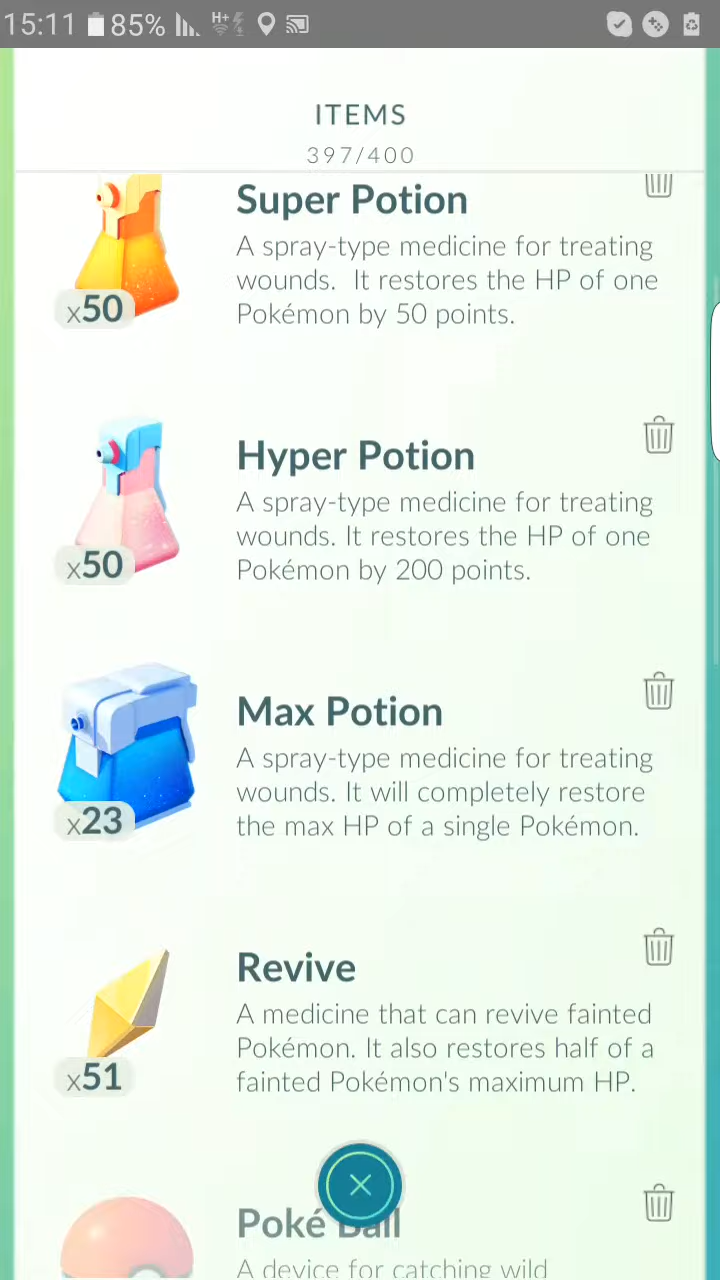 15:11 85% H+
ITEMS
397/400
Super Potion
A spray-type medicine for treating
wounds.  It restores the HP of one
Pokémon by 50 points.
x50
Hyper Potion
A spray-type medicine for treating
wounds. It restores the HP of one
Pokémon by 200 points.
x50
Max Potion
A spray-type medicine for treating
wounds. It will completely restore
the max HP of a single Pokémon.
x23
Revive
A medicine that can revive fainted
Pokémon. It also restores half of a
fainted Pokémon's maximum HP.
x51
Poké Ball
A device for catching wild